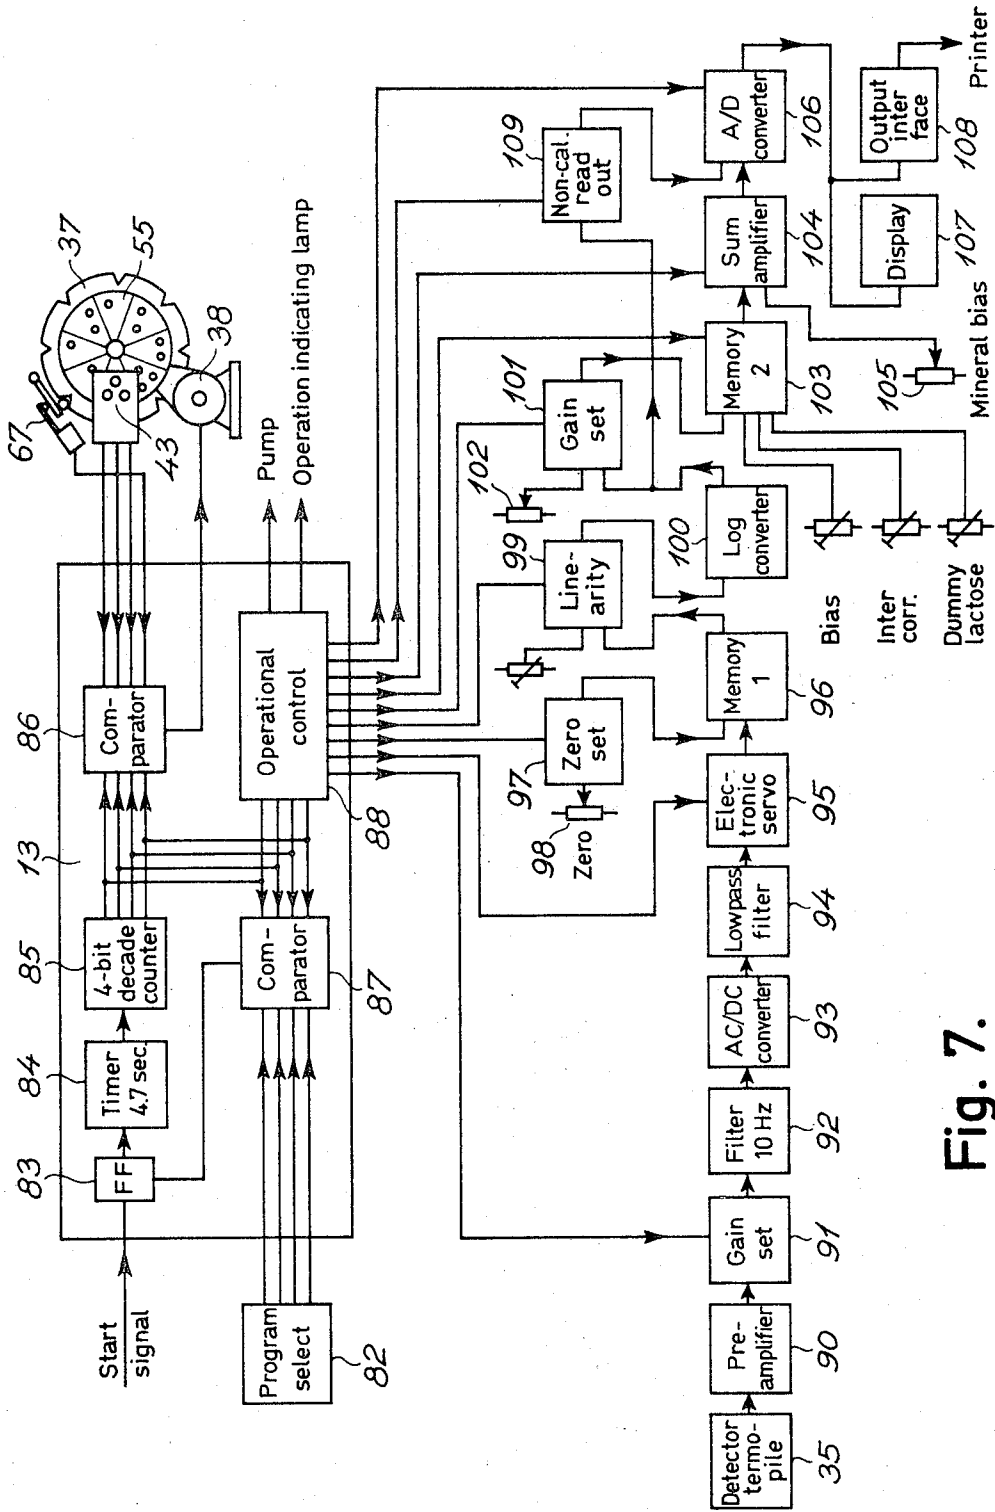 Start
signal
83
FF
84
Timer
4.7 sec.
85
4-bit
decade
counter
13
86
Com-
parator
67
43
37
55
38
Program
select
82
Com-
parator
87
Operational
control
88
Pump
Operation indicating lamp
Detector
termo-
pile
35
Pre-
amplifier
90
Gain
set
91
Filter
10 Hz
92
AC/DC
converter
93
Lowpass
filter
94
Elec-
tronic
servo
95
Memory
1
96
Zero
set
97
98
Zero
Line-
arity
99
Log
converter
100
Gain
set
101
102
Memory
2
103
Bias
Inter
corr.
Dummy
lactose
Sum
amplifier
104
105
Mineral bias
Non-cal.
read
out
109
A/D
converter
106
Display
107
Output
inter
face
108
Printer
Fig. 7.